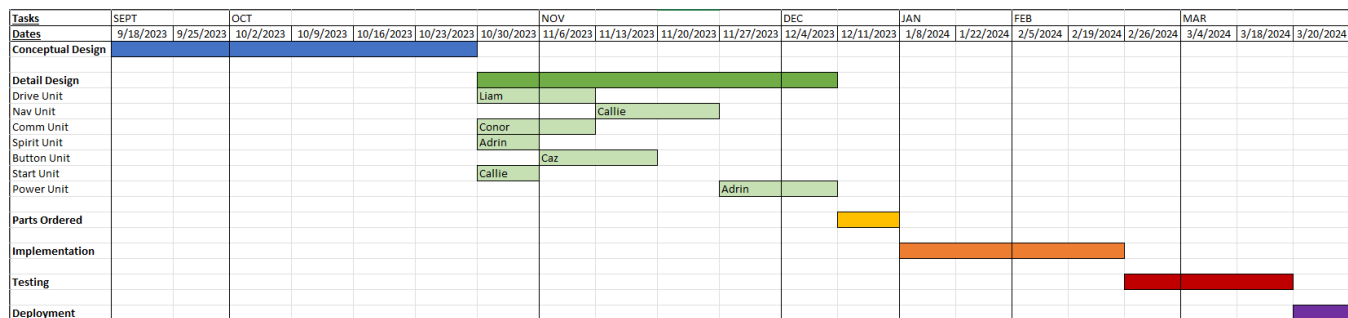 Tasks SEPT OCT NOV DEC JAN FEB MAR
Dates 9/18/2023 9/25/2023 10/2/2023 10/9/2023 10/16/2023 10/23/2023 10/30/2023 11/6/2023 11/13/2023 11/20/2023 11/27/2023 12/4/2023 12/11/2023 1/8/2024 1/22/2024 2/5/2024 2/19/2024 2/26/2024 3/4/2024 3/18/2024 3/20/2024
Conceptual Design
Detail Design
Drive Unit Liam
Nav Unit Callie
Comm Unit Conor
Spirit Unit Adrin
Button Unit Caz
Start Unit Callie
Power Unit Adrin
Parts Ordered
Implementation
Testing
Deployment